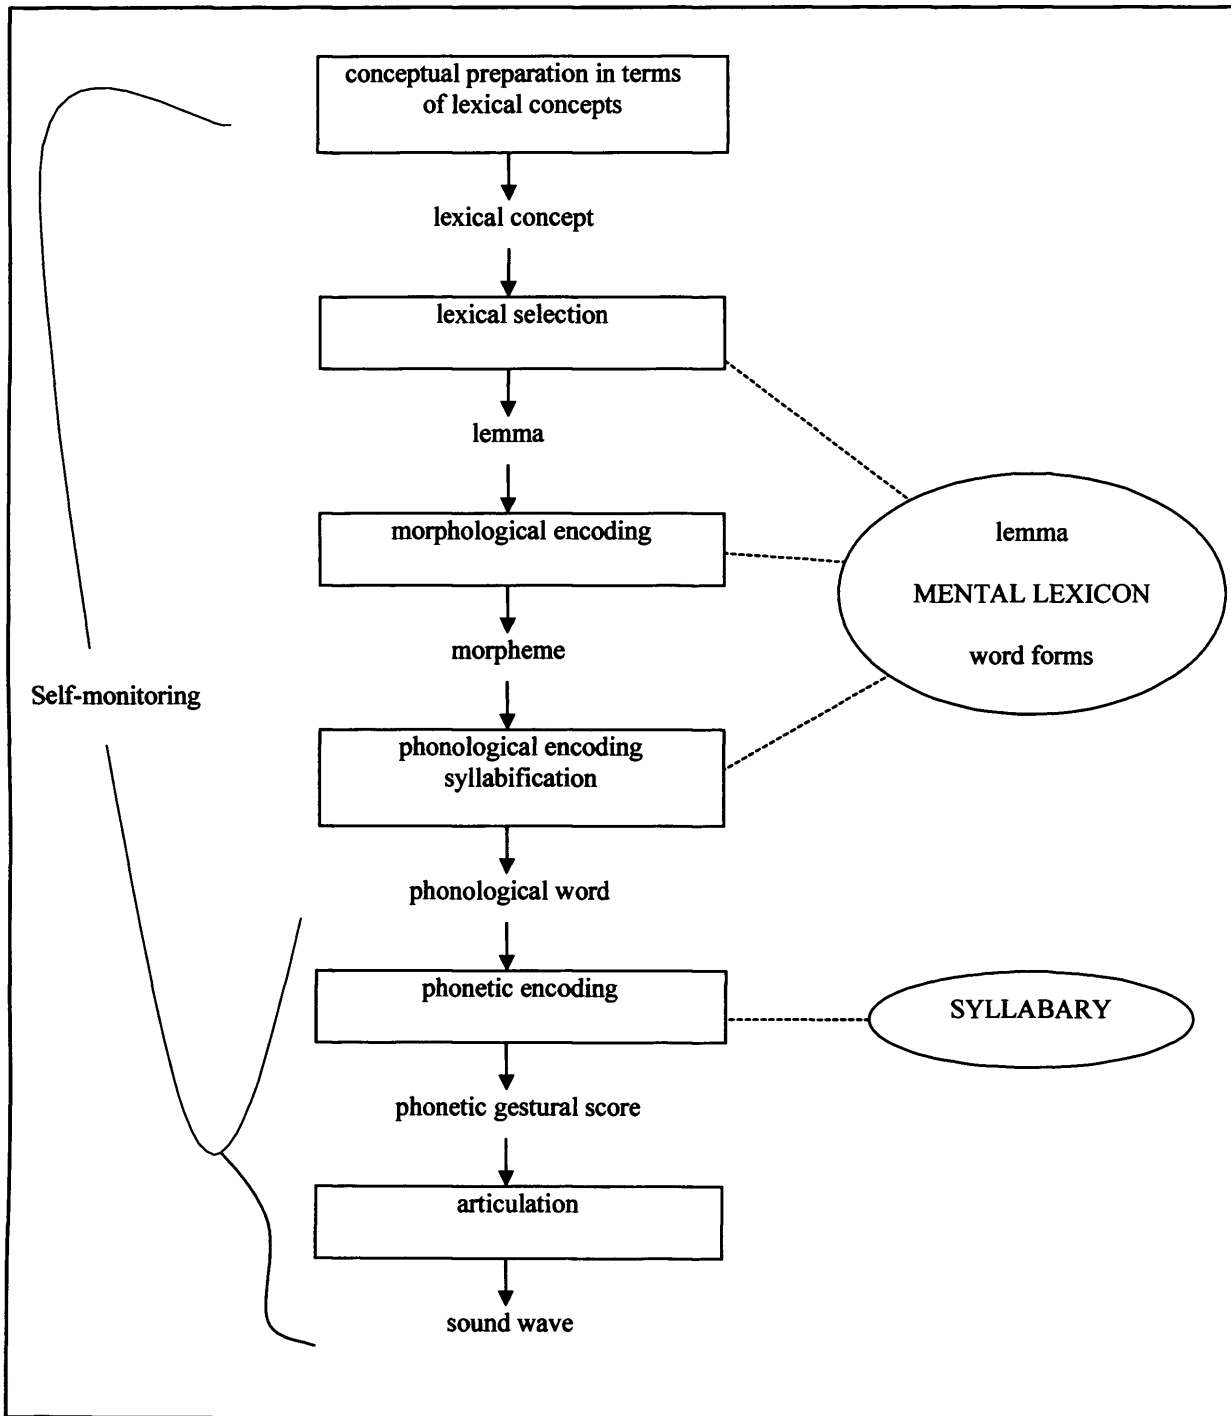 conceptual preparation in terms
of lexical concepts
lexical concept
lexical selection
lemma
morphological encoding
lemma
MENTAL LEXICON
word forms
morpheme
Self-monitoring
phonological encoding
syllabification
phonological word
phonetic encoding
SYLLABARY
phonetic gestural score
articulation
sound wave